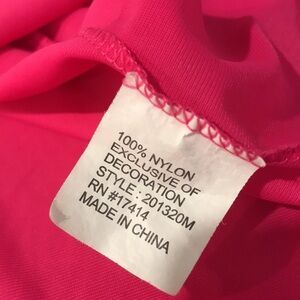 100% NYLON
EXCLUSIVE OF
DECORATION
STYLE : 201320M
RN #17414
MADE IN CHINA